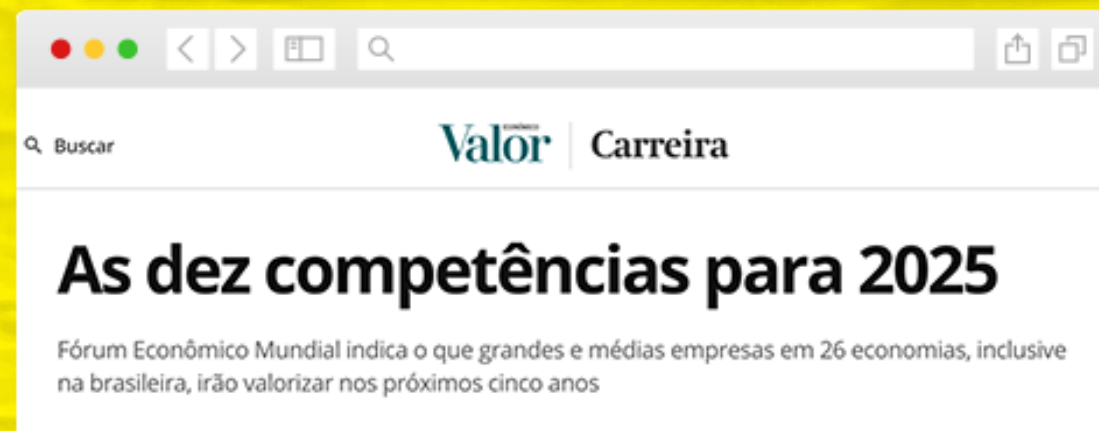 Buscar
Valor ECONÔMICO | Carreira
As dez competências para 2025
Fórum Econômico Mundial indica o que grandes e médias empresas em 26 economias, inclusive
na brasileira, irão valorizar nos próximos cinco anos